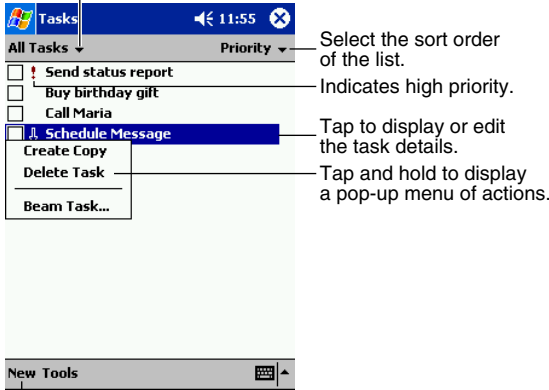 Tasks 11:55
All Tasks Priority
Select the sort order
of the list.
! Send status report
Indicates high priority.
Buy birthday gift
Call Maria
Schedule Message
Tap to display or edit
the task details.
Create Copy
Delete Task
Tap and hold to display
a pop-up menu of actions.
Beam Task...
New Tools